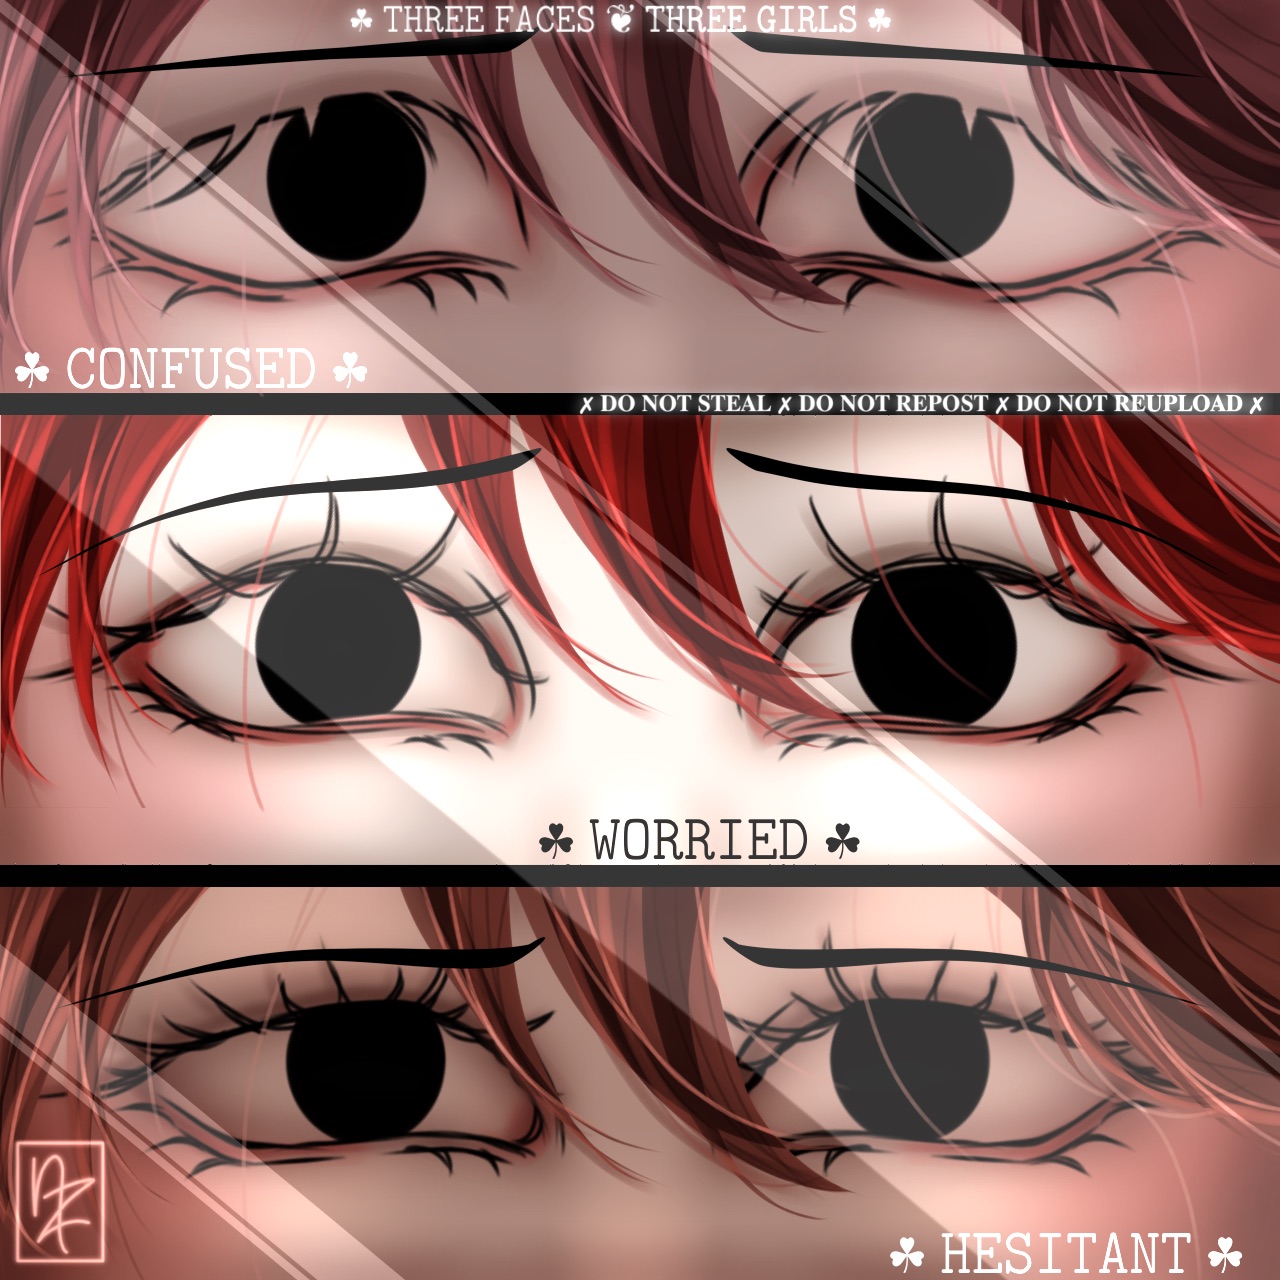 ☘ THREE FACES ❦ THREE GIRLS ☘
☘ CONFUSED ☘
✗ DO NOT STEAL ✗ DO NOT REPOST ✗ DO NOT REUPLOAD ✗
☘ WORRIED ☘
☘ HESITANT ☘